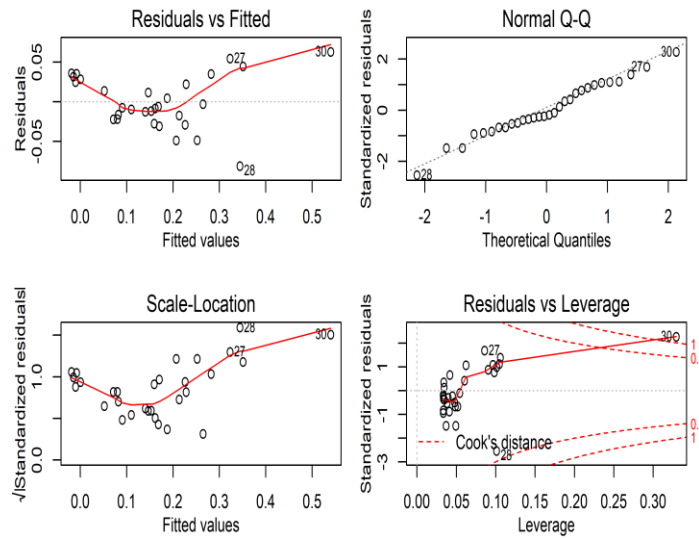 Residuals vs Fitted
Residuals
0.05
-0.05
27
30
28
0.0 0.1 0.2 0.3 0.4 0.5
Fitted values
Normal Q-Q
Standardized residuals
2
0
-2
27
30
28
-2 -1 0 1 2
Theoretical Quantiles
Scale-Location
√|Standardized residuals|
1.0
0.0
28
27
30
0.0 0.1 0.2 0.3 0.4 0.5
Fitted values
Residuals vs Leverage
Standardized residuals
1
-1
-3
27
30
28
1
0.
0.
1
Cook's distance
0.00 0.05 0.10 0.15 0.20 0.25 0.30
Leverage